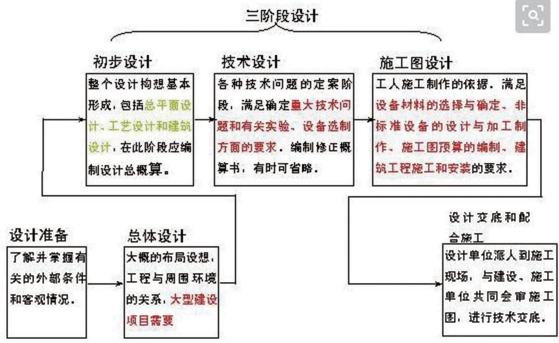 三阶段设计
初步设计
整个设计构想基本
形成,包括总平面设
计、工艺设计和建筑
设计,在此阶段应编
制设计总概算.
技术设计
各种技术问题的定案阶
段,满足确定重大技术问
题和有关实验、设备选制
方面的要求.编制修正概
算书,有时可省略.
施工图设计
工人施工制作的依据.满足
设备材料的选择与确定、非
标准设备的设计与加工制
作、施工图预算的编制、建
筑工程施工和安装的要求.
设计准备
了解并掌握有
关的外部条件
和客观情况.
总体设计
大概的布局设想,
工程与周围环境
的关系,大型建设
项目需要
设计交底和配
合施工
设计单位派人到施工
现场,与建设、施工
单位共同会审施工
图,进行技术交底.